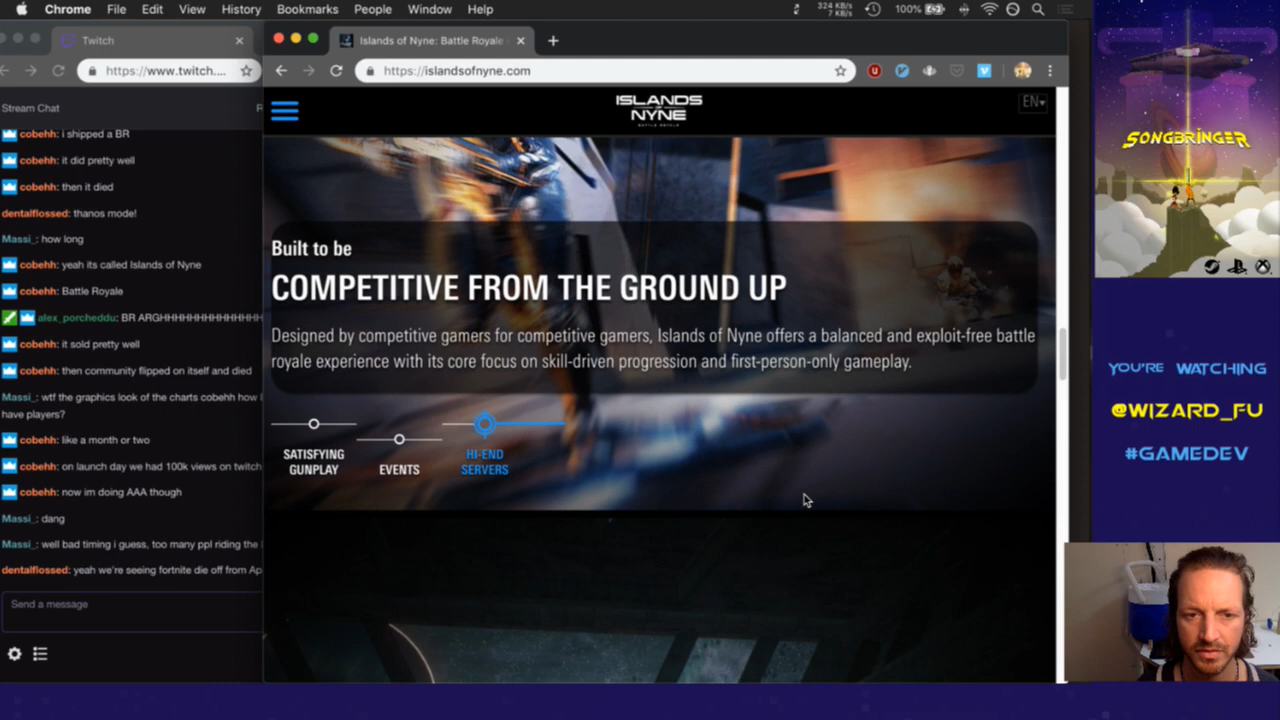 Chrome File Edit View History Bookmarks People Window Help
324 KB/s
7 KB/s
100%
Twitch
Islands of Nyne: Battle Royale
https://www.twitch....
https://islandsofnyne.com
Stream Chat
cobehh: i shipped a BR
cobehh: it did pretty well
cobehh: then it died
dentalflossed: thanos mode!
Massi_: how long
cobehh: yeah its called Islands of Nyne
cobehh: Battle Royale
alex_porcheddu: BR ARGHHHHHHHHHHHHHH
cobehh: it sold pretty well
cobehh: then community flipped on itself and died
Massi_: wtf the graphics look of the charts cobehh how
have players?
cobehh: like a month or two
cobehh: on launch day we had 100k views on twitch
cobehh: now im doing AAA though
Massi_: dang
Massi_: well bad timing i guess, too many ppl riding the
dentalflossed: yeah we're seeing fortnite die off from
Send a message
ISLANDS
OF
NYNE
BATTLE ROYALE
EN
Built to be
COMPETITIVE FROM THE GROUND UP
Designed by competitive gamers for competitive gamers, Islands of Nyne offers a balanced and exploit-free battle
royale experience with its core focus on skill-driven progression and first-person-only gameplay.
SATISFYING
GUNPLAY
EVENTS
HI-END
SERVERS
SONGBRINGER
YOU'RE WATCHING
@WIZARD_FU
#GAMEDEV